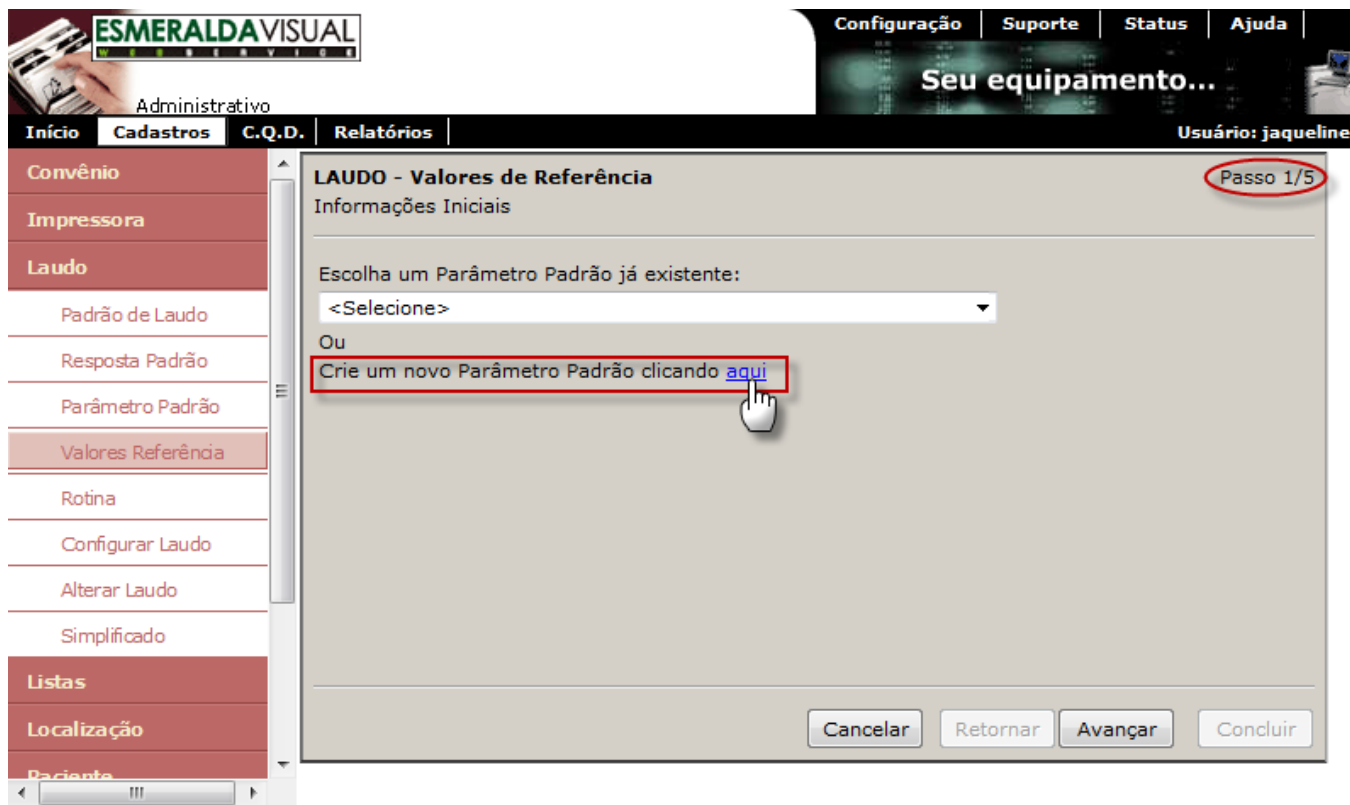 ESMERALDAVISUAL
WEBSERVICE
Administrativo
Configuração Suporte Status Ajuda
Seu equipamento...
Início Cadastros C.Q.D. Relatórios Usuário: jaqueline
Convênio
Impressora
Laudo
Padrão de Laudo
Resposta Padrão
Parâmetro Padrão
Valores Referência
Rotina
Configurar Laudo
Alterar Laudo
Simplificado
Listas
Localização
Paciente
LAUDO - Valores de Referência
Passo 1/5
Informações Iniciais
Escolha um Parâmetro Padrão já existente:
<Selecione>
Ou
Crie um novo Parâmetro Padrão clicando aqui
Cancelar Retornar Avançar Concluir